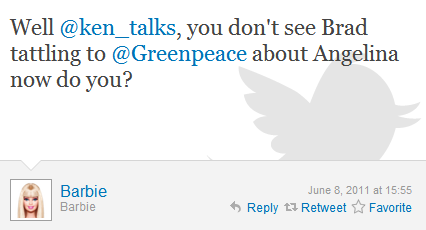 Well @ken_talks, you don't see Brad
tattling to @Greenpeace about Angelina
now do you?
Barbie
Barbie
June 8, 2011 at 15:55
Reply Retweet Favorite